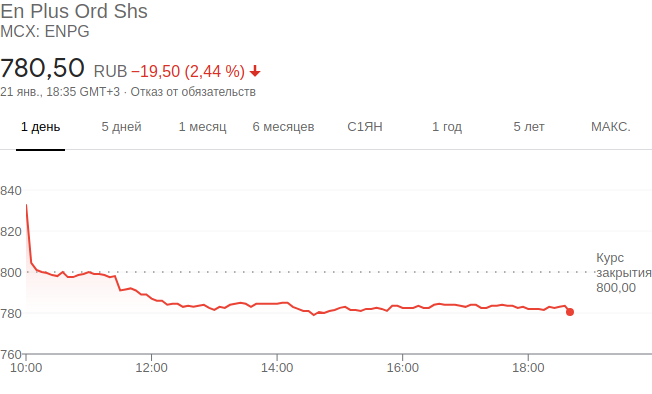 En Plus Ord Shs
MCX: ENPG
780,50 RUB −19,50 (2,44 %)
21 янв., 18:35 GMT+3 · Отказ от обязательств
1 день 5 дней 1 месяц 6 месяцев С1ЯН 1 год 5 лет МАКС.
840
820
800
780
760
Курс
закрытия
800,00
10:00 12:00 14:00 16:00 18:00